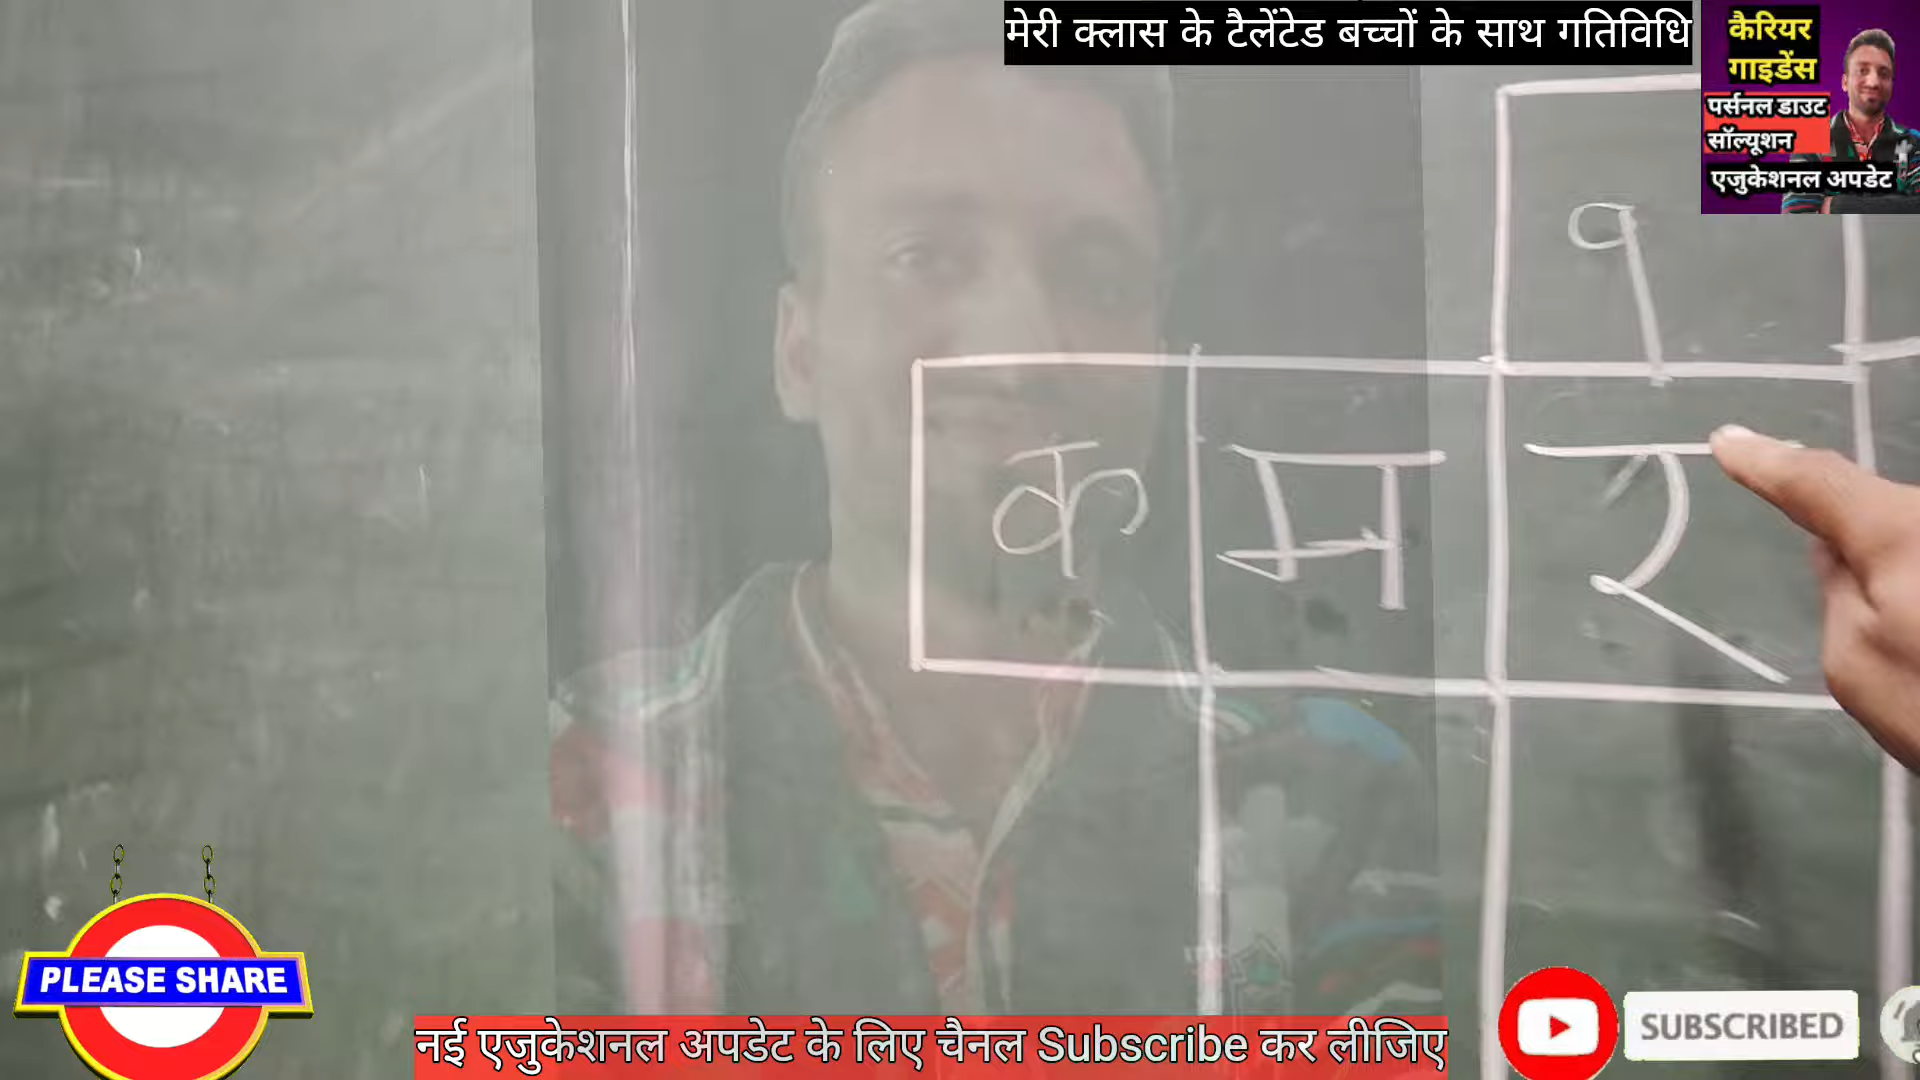 मेरी क्लास के टैलेंटेड बच्चों के साथ गतिविधि
कैरियर
गाइडेंस
पर्सनल डाउट
सॉल्यूशन
एजुकेशनल अपडेट
१
क म र
PLEASE SHARE
नई एजुकेशनल अपडेट के लिए चैनल Subscribe कर लीजिए
SUBSCRIBED